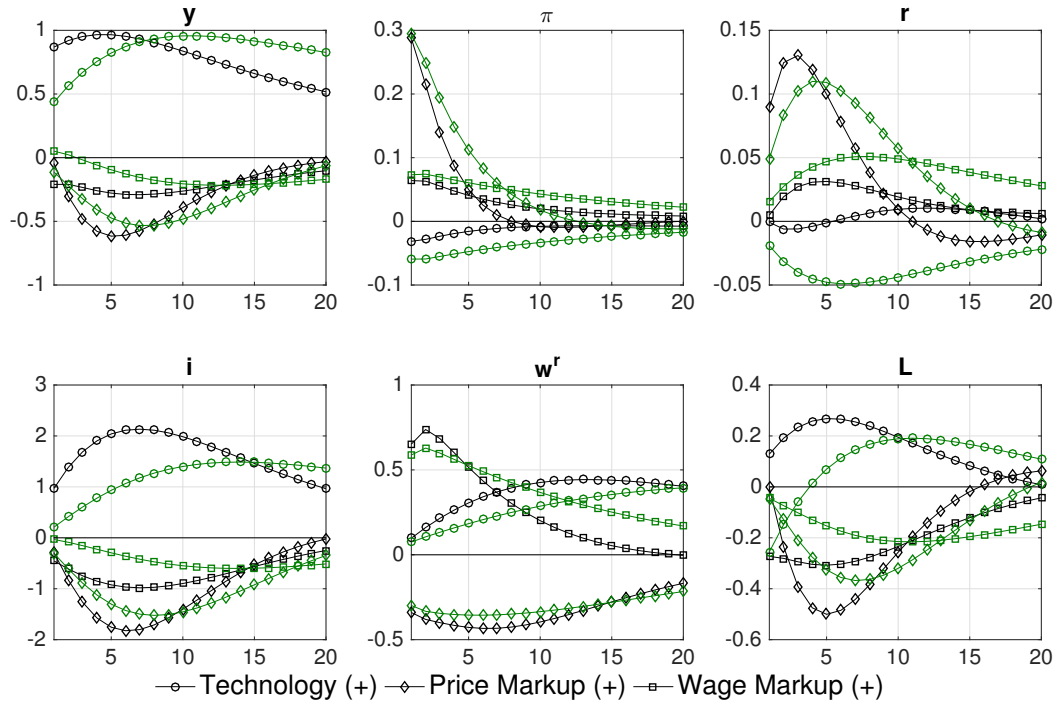 y π r
1 0.3 0.15
0.5 0.2 0.1
0 0.1 0.05
-0.5 0 0
-1 -0.1 -0.05
5 10 15 20 5 10 15 20 5 10 15 20
i wʳ L
3 1 0.4
2 0.5 0.2
1 0 0
0 -0.5 -0.2
-1 -0.4
-2 -0.6
5 10 15 20 5 10 15 20 5 10 15 20
Technology (+) Price Markup (+) Wage Markup (+)